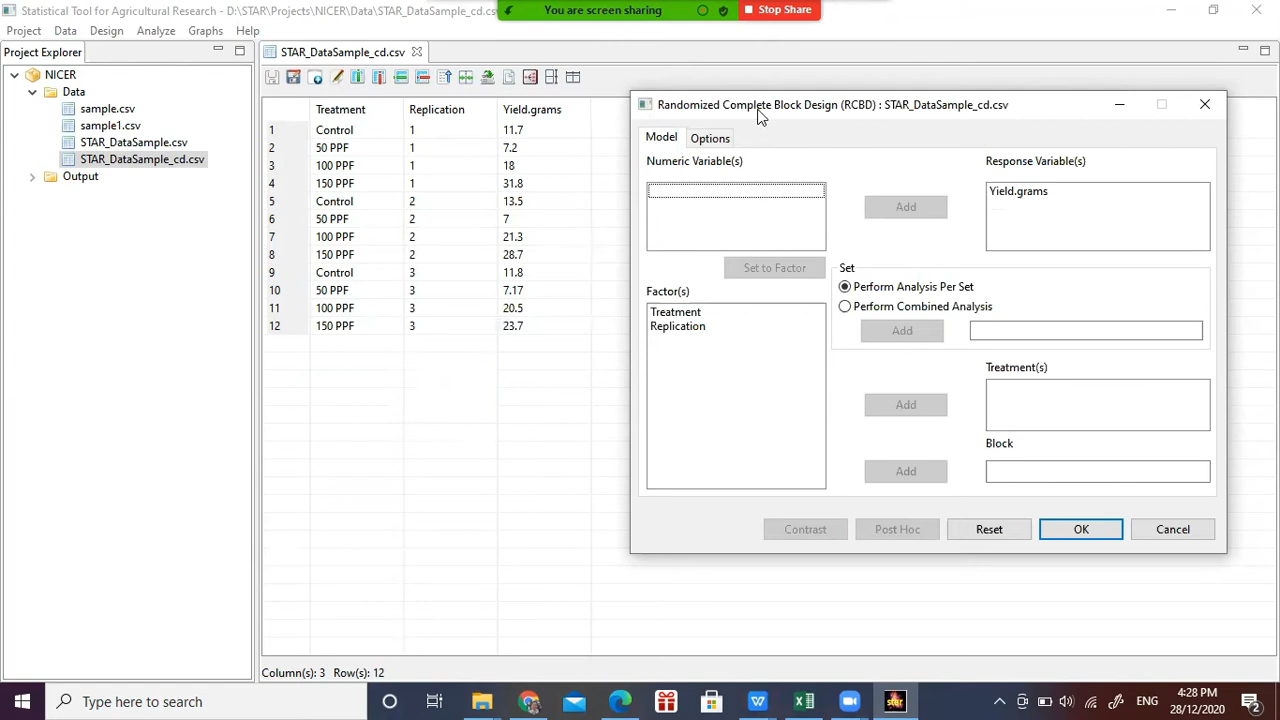 Statistical Tool for Agricultural Research - D:\STAR\Projects\NICER\Data\STAR_DataSample_cd.cs
You are screen sharing
Stop Share
Project Data Design Analyze Graphs Help
Project Explorer
STAR_DataSample_cd.csv
NICER
Data
sample.csv
sample1.csv
STAR_DataSample.csv
STAR_DataSample_cd.csv
Output
Treatment Replication Yield.grams
1 Control 1 11.7
2 50 PPF 1 7.2
3 100 PPF 1 18
4 150 PPF 1 31.8
5 Control 2 13.5
6 50 PPF 2 7
7 100 PPF 2 21.3
8 150 PPF 2 28.7
9 Control 3 11.8
10 50 PPF 3 7.17
11 100 PPF 3 20.5
12 150 PPF 3 23.7
Column(s): 3 Row(s): 12
Randomized Complete Block Design (RCBD) : STAR_DataSample_cd.csv
Model Options
Numeric Variable(s)
Response Variable(s)
Yield.grams
Add
Set to Factor
Set
Perform Analysis Per Set
Perform Combined Analysis
Add
Factor(s)
Treatment
Replication
Treatment(s)
Add
Block
Add
Contrast Post Hoc Reset OK Cancel
Type here to search
star
ENG
4:28 PM
28/12/2020
2